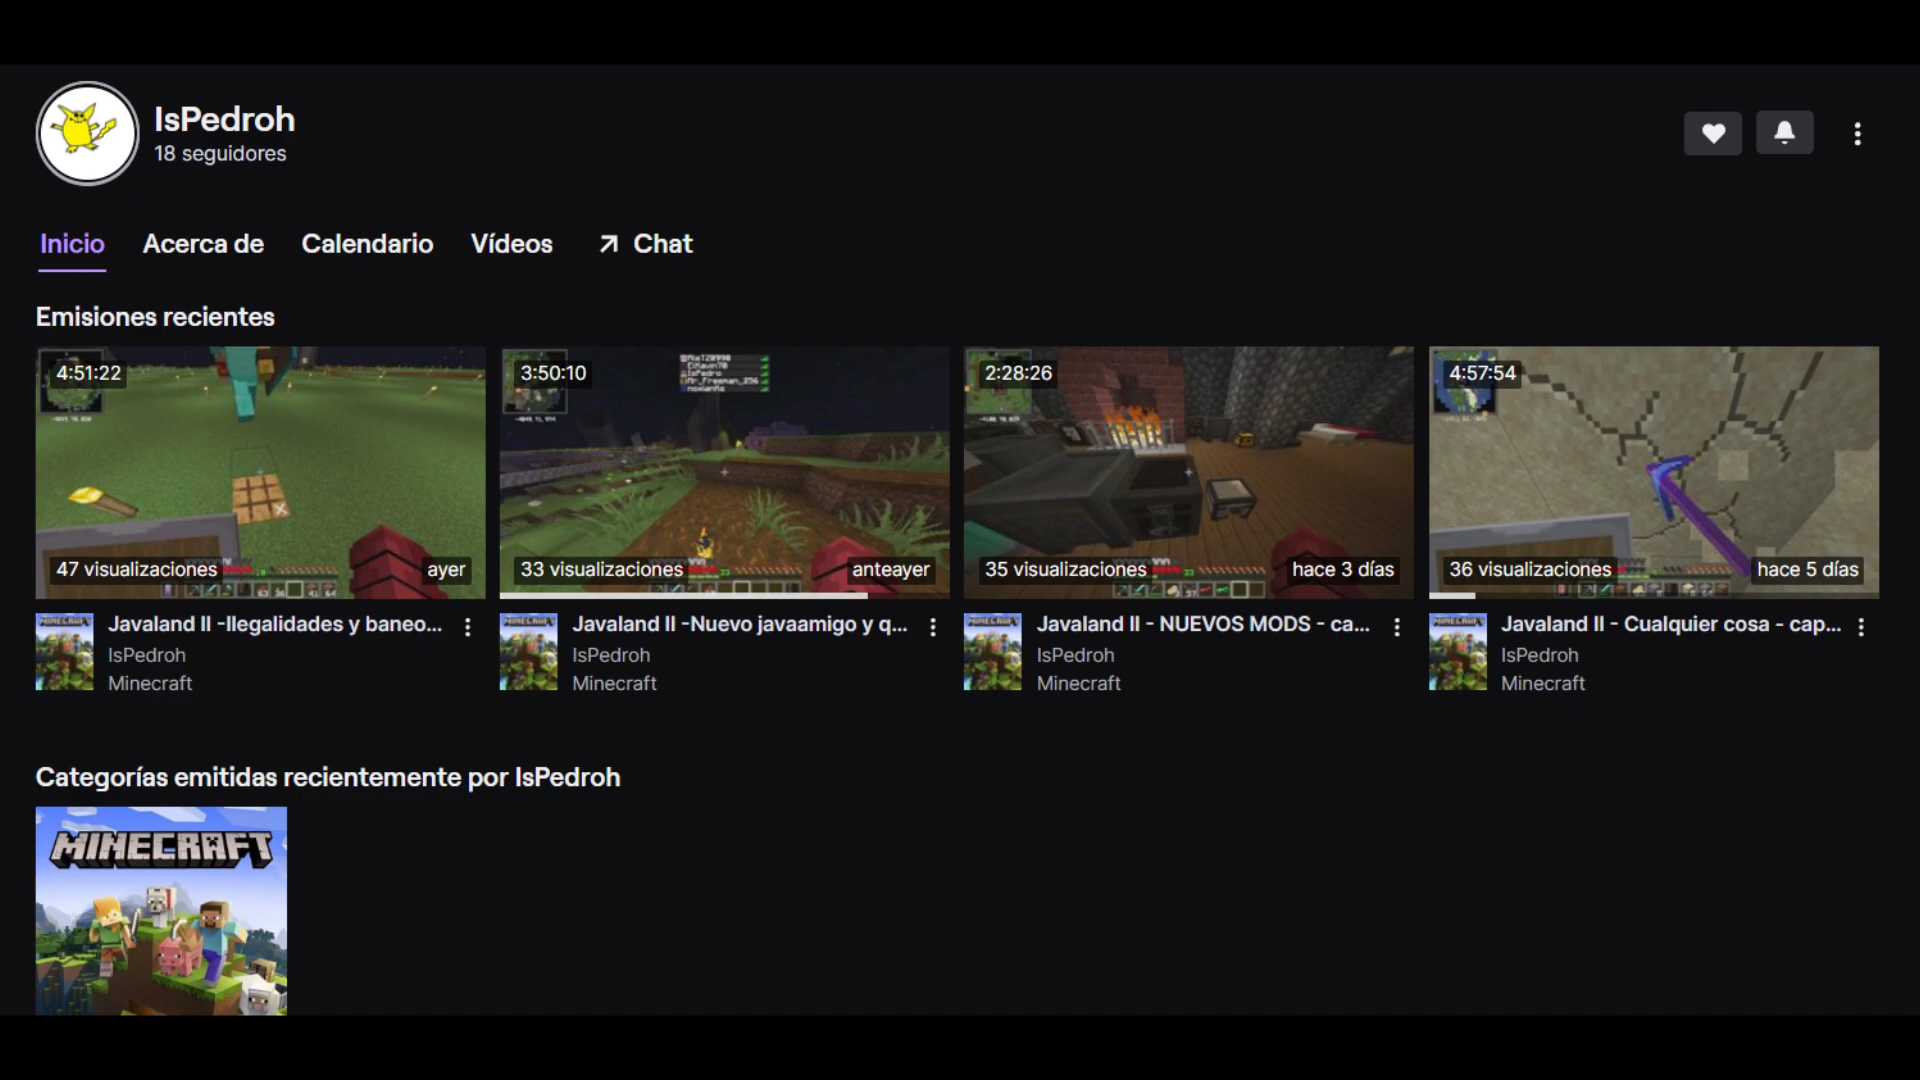 IsPedroh
18 seguidores
Inicio
Acerca de
Calendario
Vídeos
Chat
Emisiones recientes
4:51:22
47 visualizaciones
ayer
Javaland II -Ilegalidades y baneo...
IsPedroh
Minecraft
3:50:10
33 visualizaciones
anteayer
Javaland II -Nuevo javaamigo y q...
IsPedroh
Minecraft
2:28:26
35 visualizaciones
hace 3 días
Javaland II - NUEVOS MODS - ca...
IsPedroh
Minecraft
4:57:54
36 visualizaciones
hace 5 días
Javaland II - Cualquier cosa - cap...
IsPedroh
Minecraft
Categorías emitidas recientemente por IsPedroh
MINECRAFT